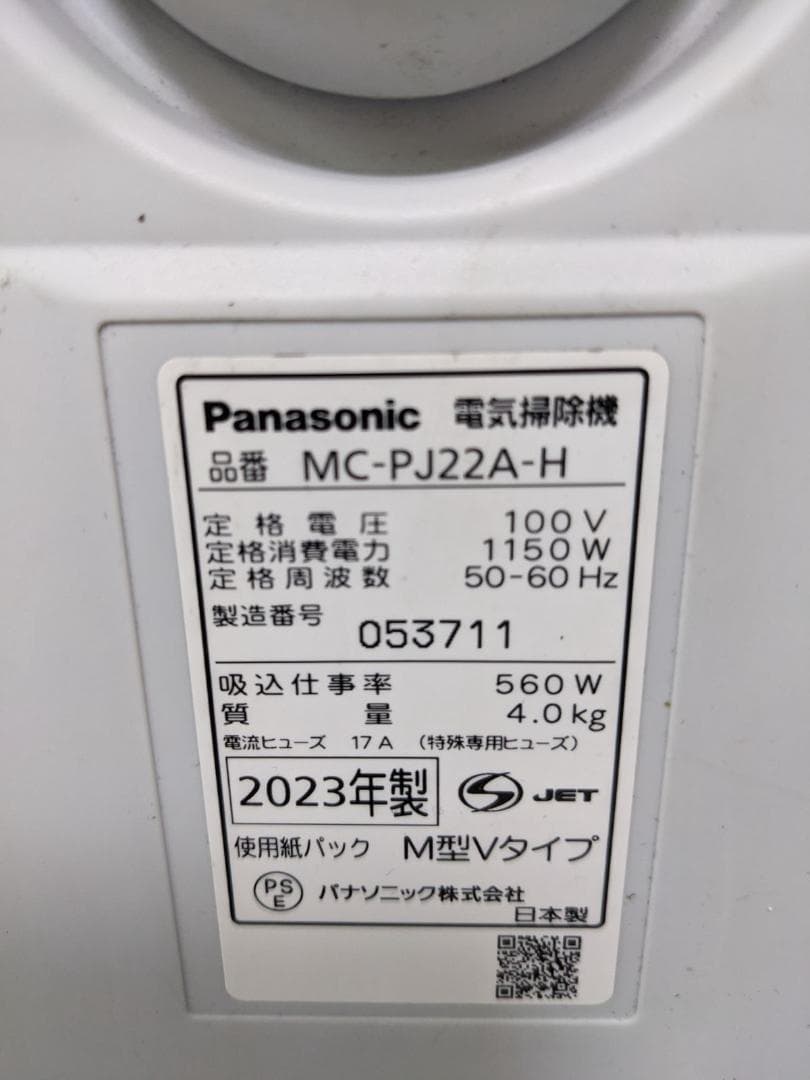 Panasonic 電気掃除機
品番 MC-PJ22A-H
定格電圧 100V
定格消費電力 1150W
定格周波数 50-60Hz
製造番号 053711
吸込仕事率 560W
質量 4.0kg
電流ヒューズ 17A (特殊専用ヒューズ)
2023年製 S JET
使用紙パック M型Vタイプ
PSE パナソニック株式会社
日本製